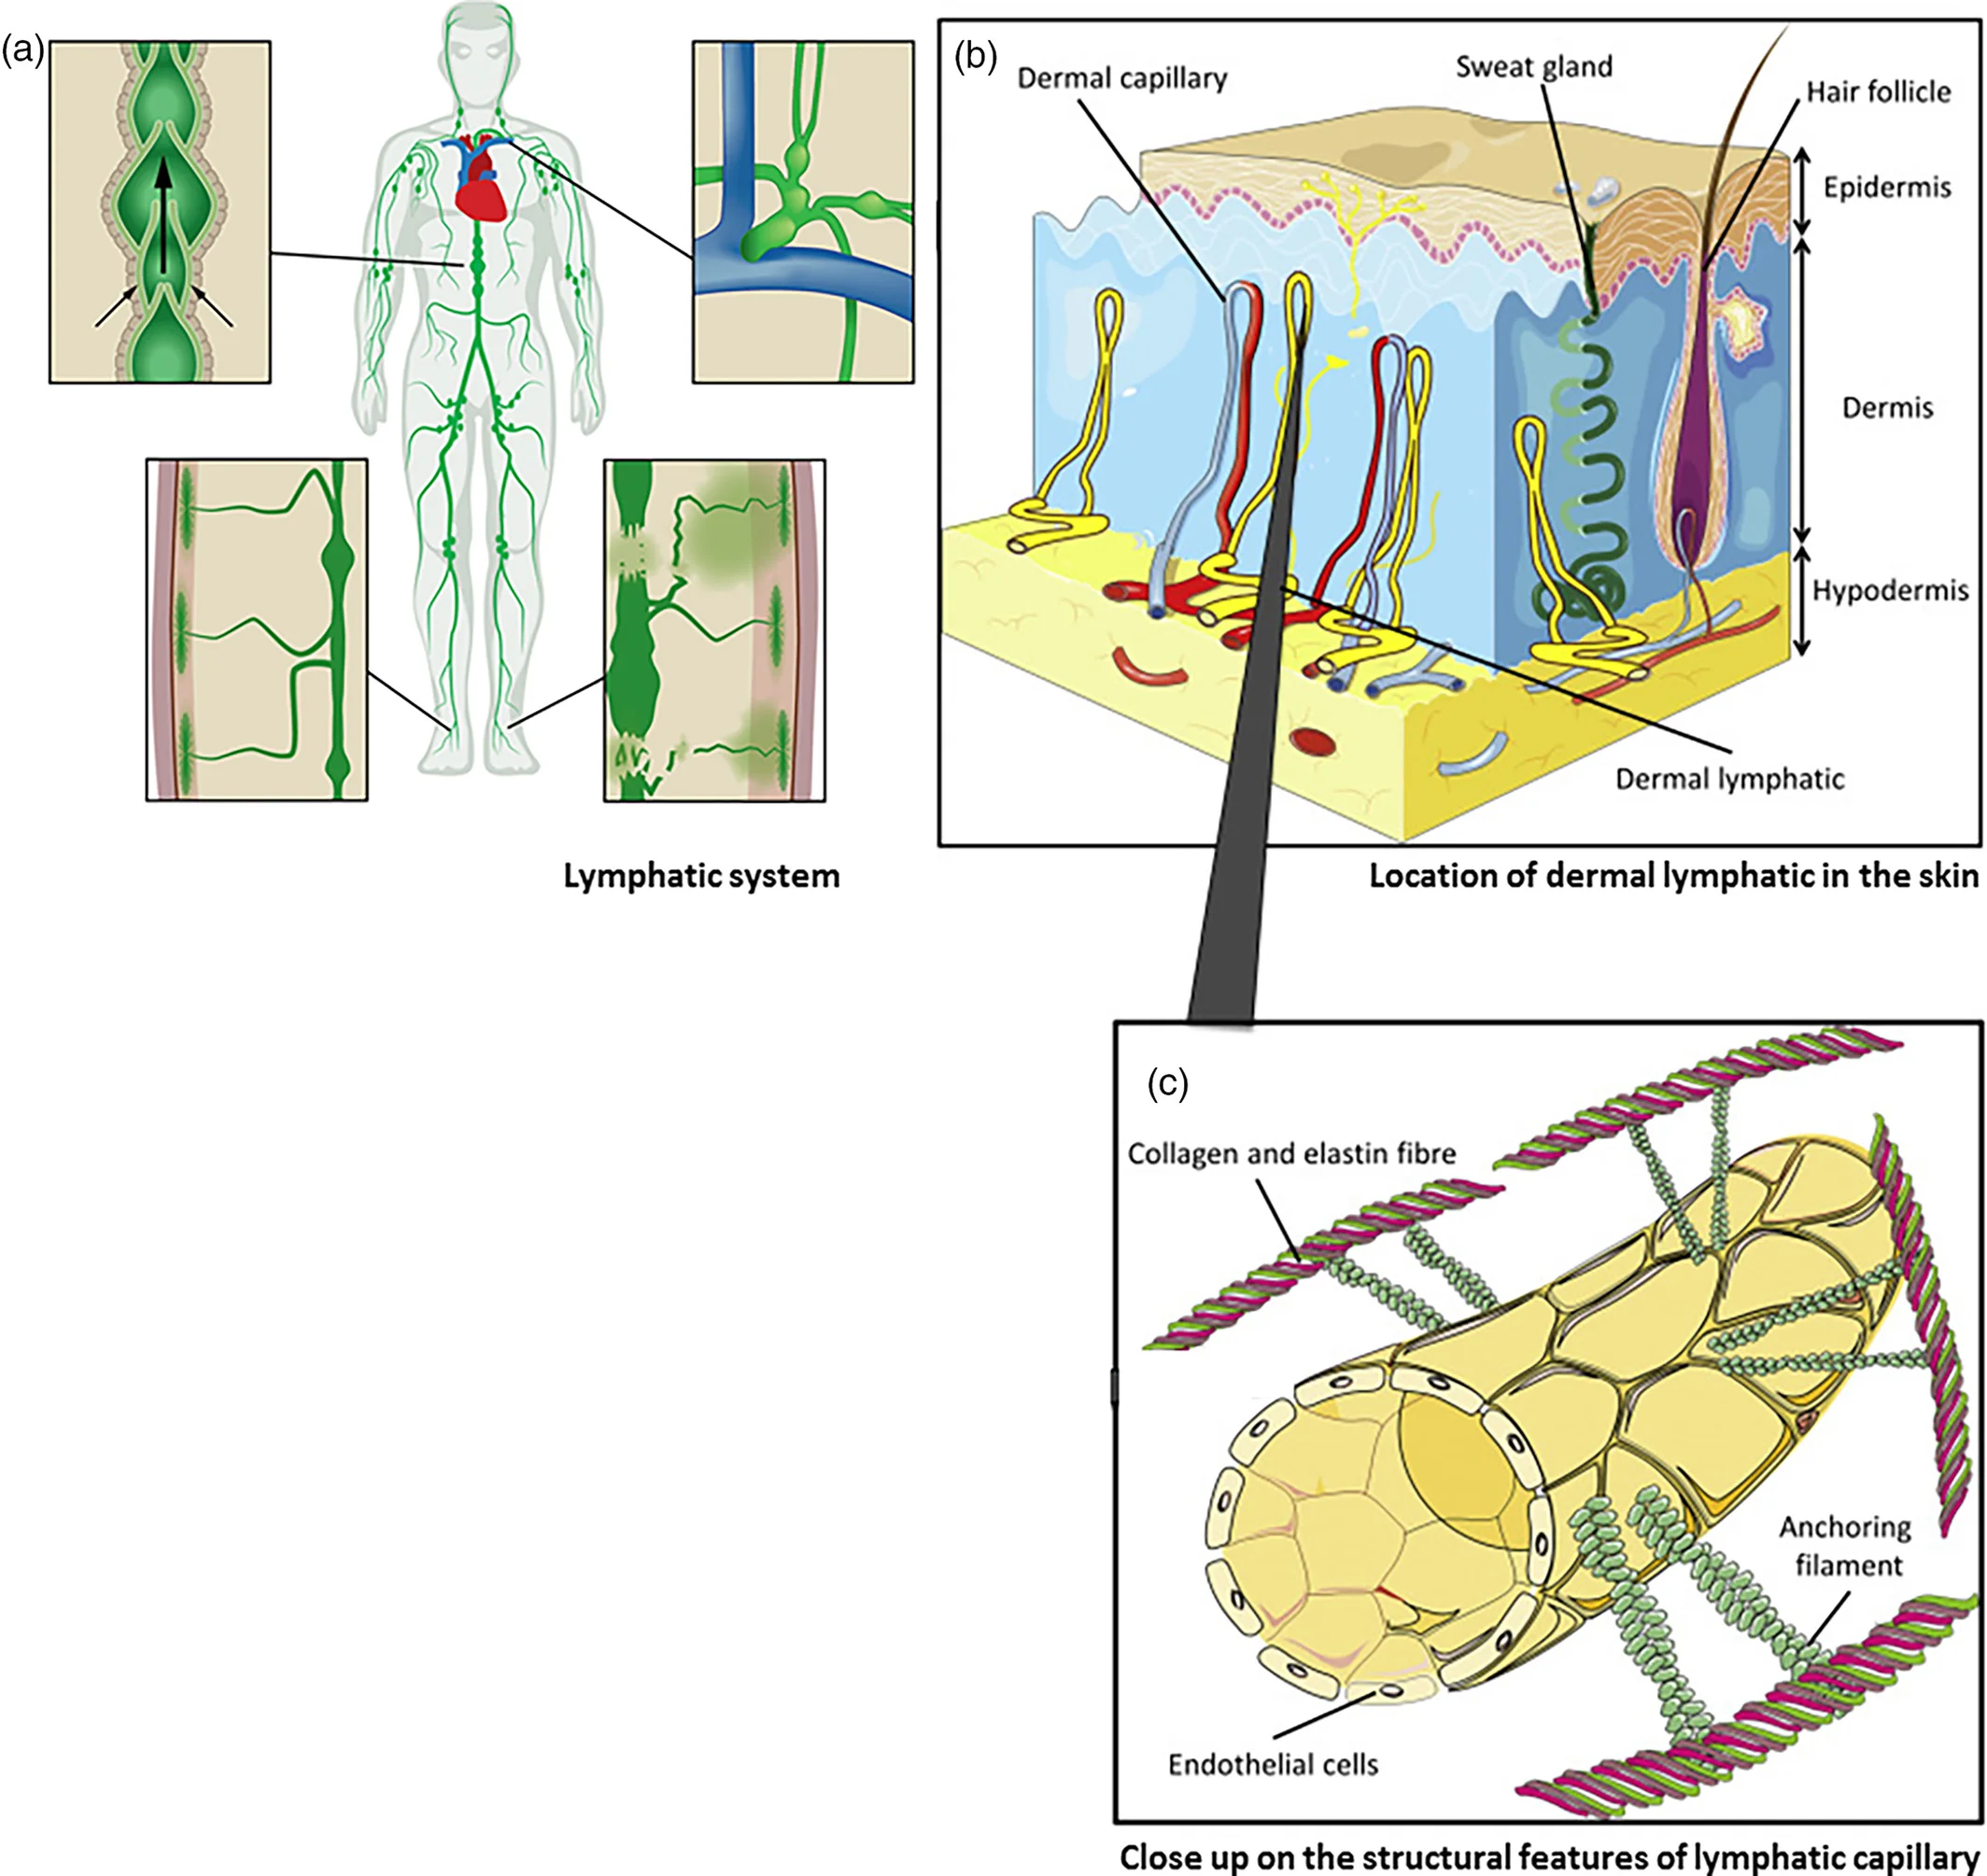 (a)
Lymphatic system
(b)
Dermal capillary
Sweat gland
Hair follicle
Epidermis
Dermis
Hypodermis
Dermal lymphatic
Location of dermal lymphatic in the skin
(c)
Collagen and elastin fibre
Anchoring
filament
Endothelial cells
Close up on the structural features of lymphatic capillary